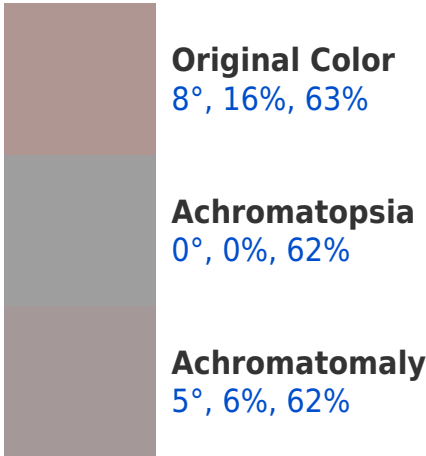 Original Color
8°, 16%, 63%
Achromatopsia
0°, 0%, 62%
Achromatomaly
5°, 6%, 62%